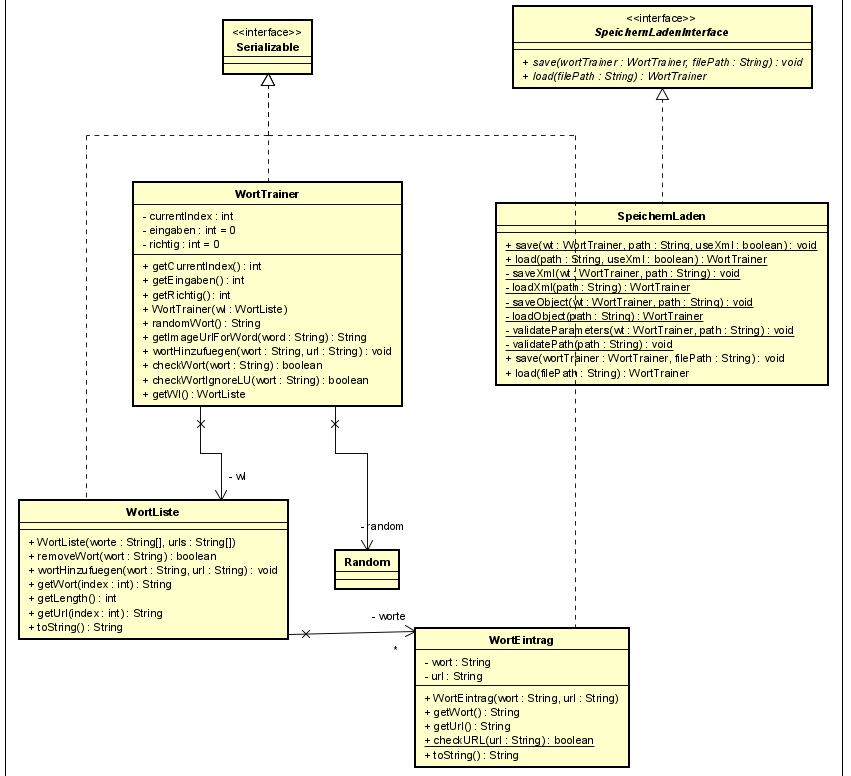 <<interface>>
Serializable
<<interface>>
SpeichernLadenInterface
+ save(wortTrainer : WortTrainer, filePath : String) : void
+ load(filePath : String) : WortTrainer
WortTrainer
- currentIndex : int
- eingaben : int = 0
- richtig : int = 0
+ getCurrentIndex() : int
+ getEingaben() : int
+ getRichtig() : int
+ WortTrainer(wl : WortListe)
+ randomWort() : String
+ getImageUrlForWord(word : String) : String
+ wortHinzufuegen(wort : String, url : String) : void
+ checkWort(wort : String) : boolean
+ checkWortIgnoreLU(wort : String) : boolean
+ getWl() : WortListe
SpeichernLaden
+ save(wt : WortTrainer, path : String, useXml : boolean) : void
+ load(path : String, useXml : boolean) : WortTrainer
- saveXml(wt : WortTrainer, path : String) : void
- loadXml(path : String) : WortTrainer
- saveObject(wt : WortTrainer, path : String) : void
- loadObject(path : String) : WortTrainer
- validateParameters(wt : WortTrainer, path : String) : void
- validatePath(path : String) : void
+ save(wortTrainer : WortTrainer, filePath : String) : void
+ load(filePath : String) : WortTrainer
- wl
- random
WortListe
+ WortListe(worte : String[], urls : String[])
+ removeWort(wort : String) : boolean
+ wortHinzufuegen(wort : String, url : String) : void
+ getWort(index : int) : String
+ getLength() : int
+ getUrl(index : int) : String
+ toString() : String
Random
- worte
*
WortEintrag
- wort : String
- url : String
+ WortEintrag(wort : String, url : String)
+ getWort() : String
+ getUrl() : String
+ checkURL(url : String) : boolean
+ toString() : String